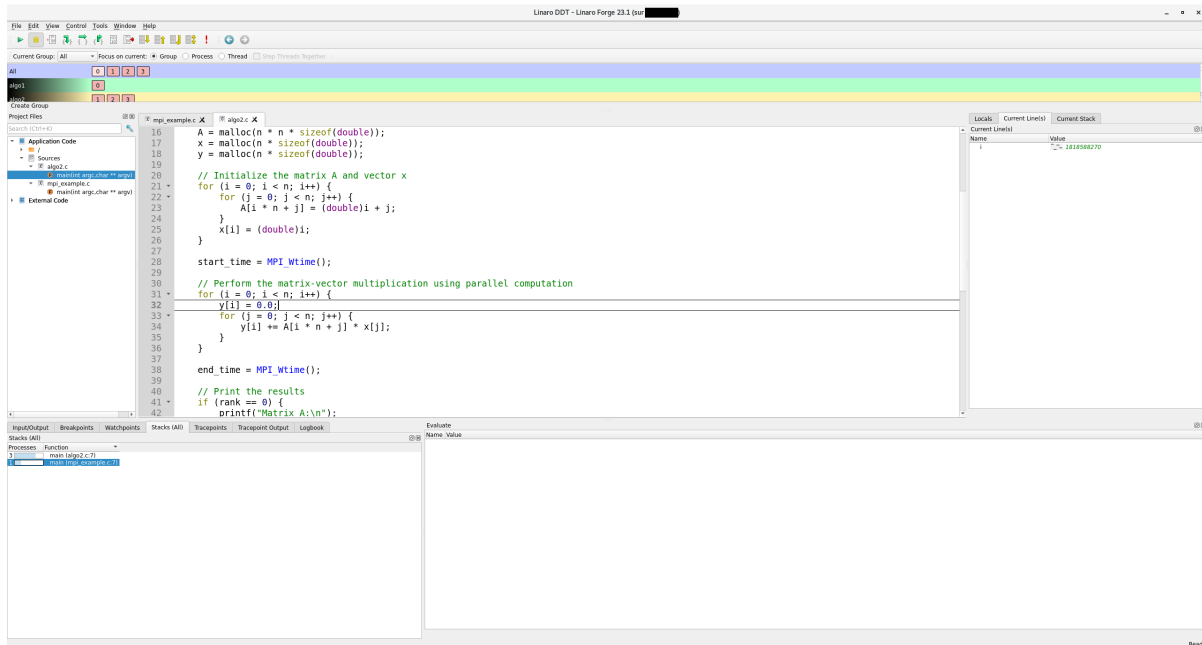 Linaro DDT - Linaro Forge 23.1 (sur
File Edit View Control Tools Window Help
Current Group: All Focus on current: Group Process Thread Step Threads Together
All 0 1 2 3
algo1 0
algo2 1 2 3
Create Group
Project Files
Search (Ctrl+K)
Application Code
/
Sources
algo2.c
main(int argc,char ** argv)
mpi_example.c
main(int argc,char ** argv)
External Code
mpi_example.c algo2.c
16 A = malloc(n * n * sizeof(double));
17 x = malloc(n * sizeof(double));
18 y = malloc(n * sizeof(double));
19
20 // Initialize the matrix A and vector x
21 for (i = 0; i < n; i++) {
22 for (j = 0; j < n; j++) {
23 A[i * n + j] = (double)i + j;
24 }
25 x[i] = (double)i;
26 }
27
28 start_time = MPI_Wtime();
29
30 // Perform the matrix-vector multiplication using parallel computation
31 for (i = 0; i < n; i++) {
32 y[i] = 0.0;
33 for (j = 0; j < n; j++) {
34 y[i] += A[i * n + j] * x[j];
35 }
36 }
37
38 end_time = MPI_Wtime();
39
40 // Print the results
41 if (rank == 0) {
42 printf("Matrix A:\n");
Locals Current Line(s) Current Stack
Current Line(s)
Name Value
i 1818588270
Input/Output Breakpoints Watchpoints Stacks (All) Tracepoints Tracepoint Output Logbook
Stacks (All)
Processes Function
3 main (algo2.c:7)
1 main (mpi_example.c:7)
Evaluate
Name Value
Read